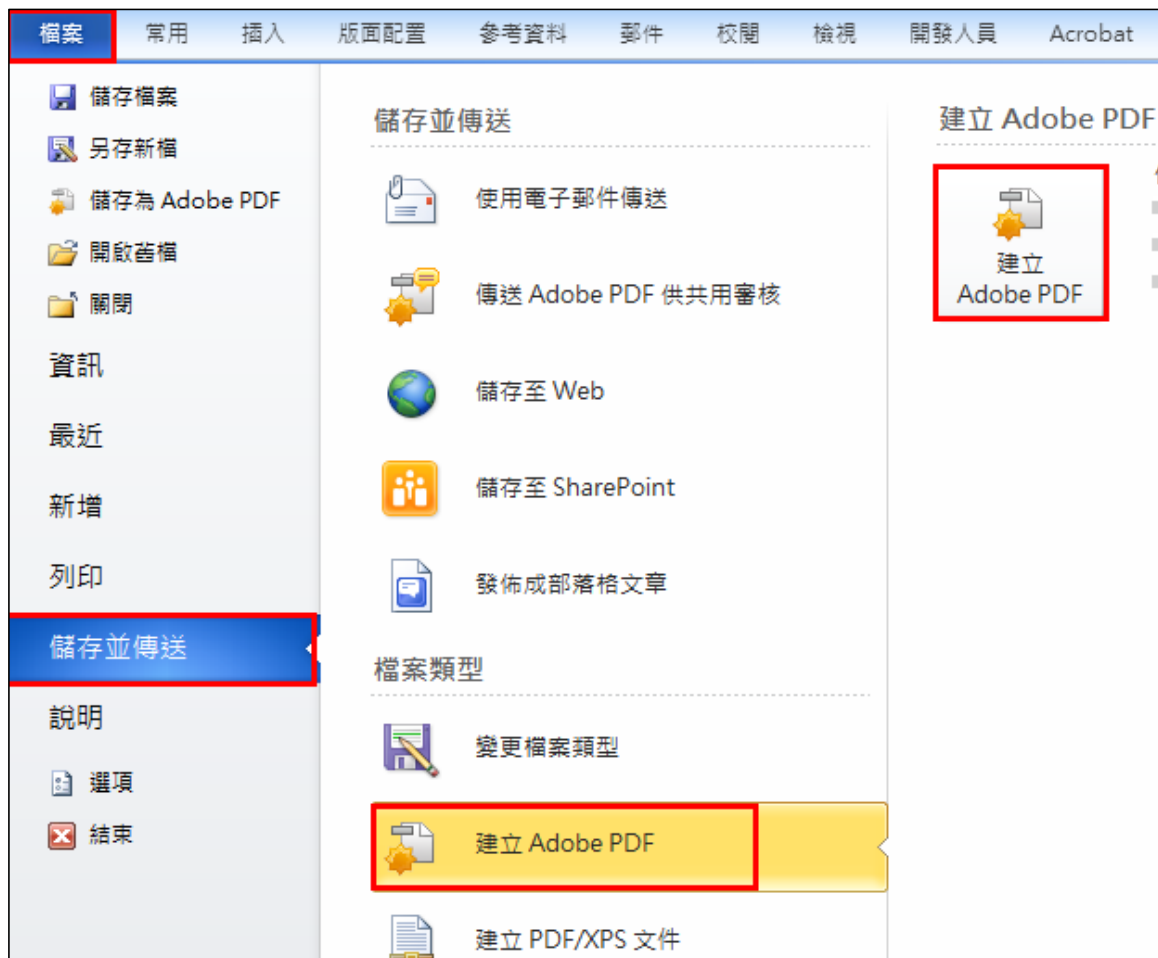 檔案 常用 插入 版面配置 參考資料 郵件 校閱 檢視 開發人員 Acrobat
儲存檔案
另存新檔
儲存為 Adobe PDF
開啟舊檔
關閉
資訊
最近
新增
列印
儲存並傳送
說明
選項
結束
儲存並傳送
使用電子郵件傳送
傳送 Adobe PDF 供共用審核
儲存至 Web
儲存至 SharePoint
發佈成部落格文章
檔案類型
變更檔案類型
建立 Adobe PDF
建立 PDF/XPS 文件
建立 Adobe PDF
建立
Adobe PDF